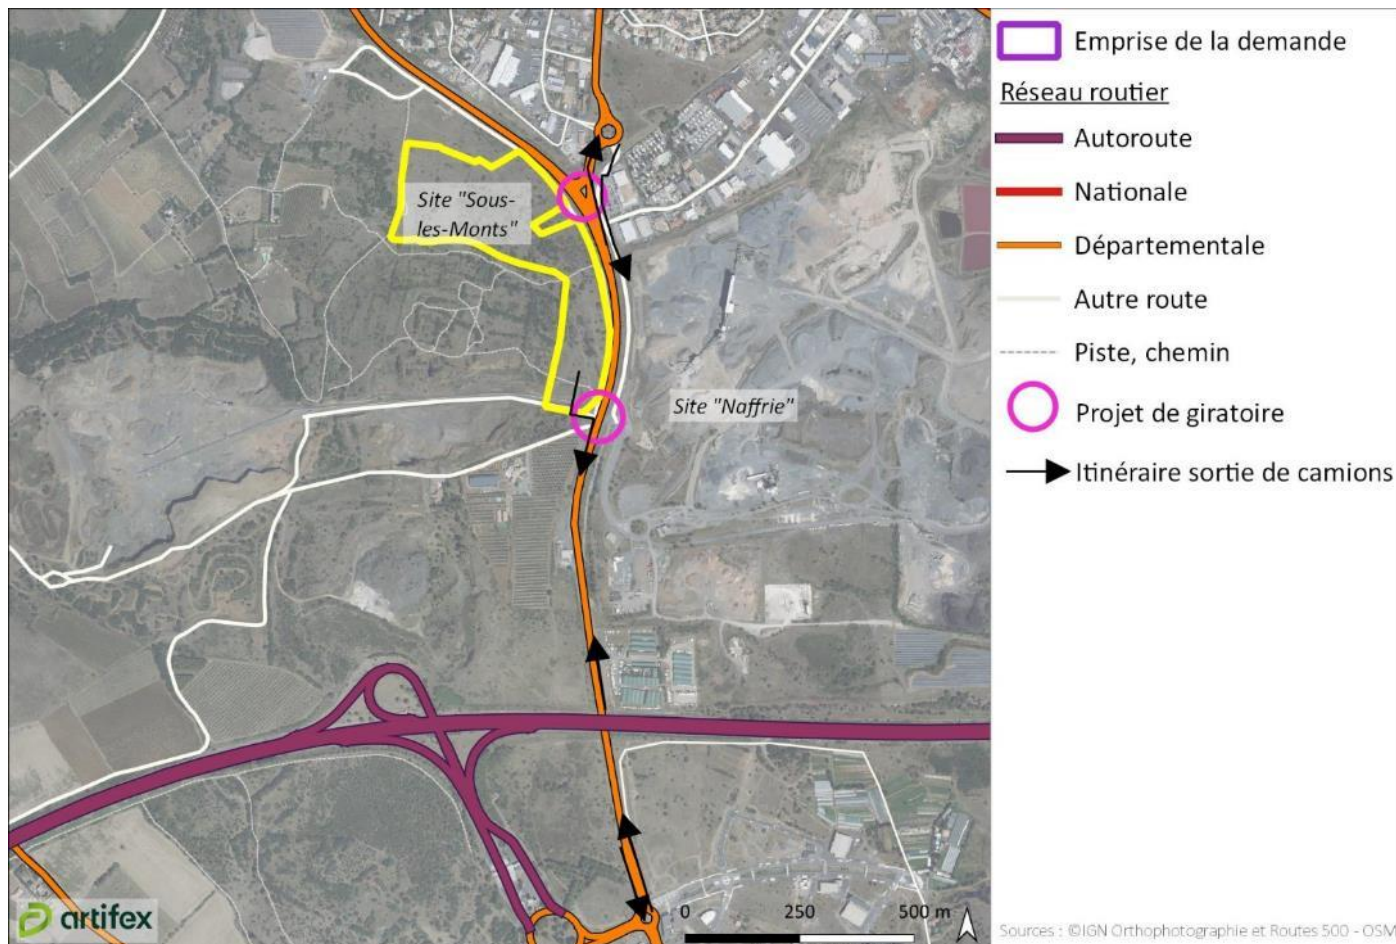 Emprise de la demande
Réseau routier
Autoroute
Nationale
Départementale
Autre route
Piste, chemin
Projet de giratoire
Itinéraire sortie de camions
Site "Sous-
les-Monts"
Site "Naffrie"
artifex
0 250 500 m
Sources : ©IGN Orthophotographie et Routes 500 - OSM